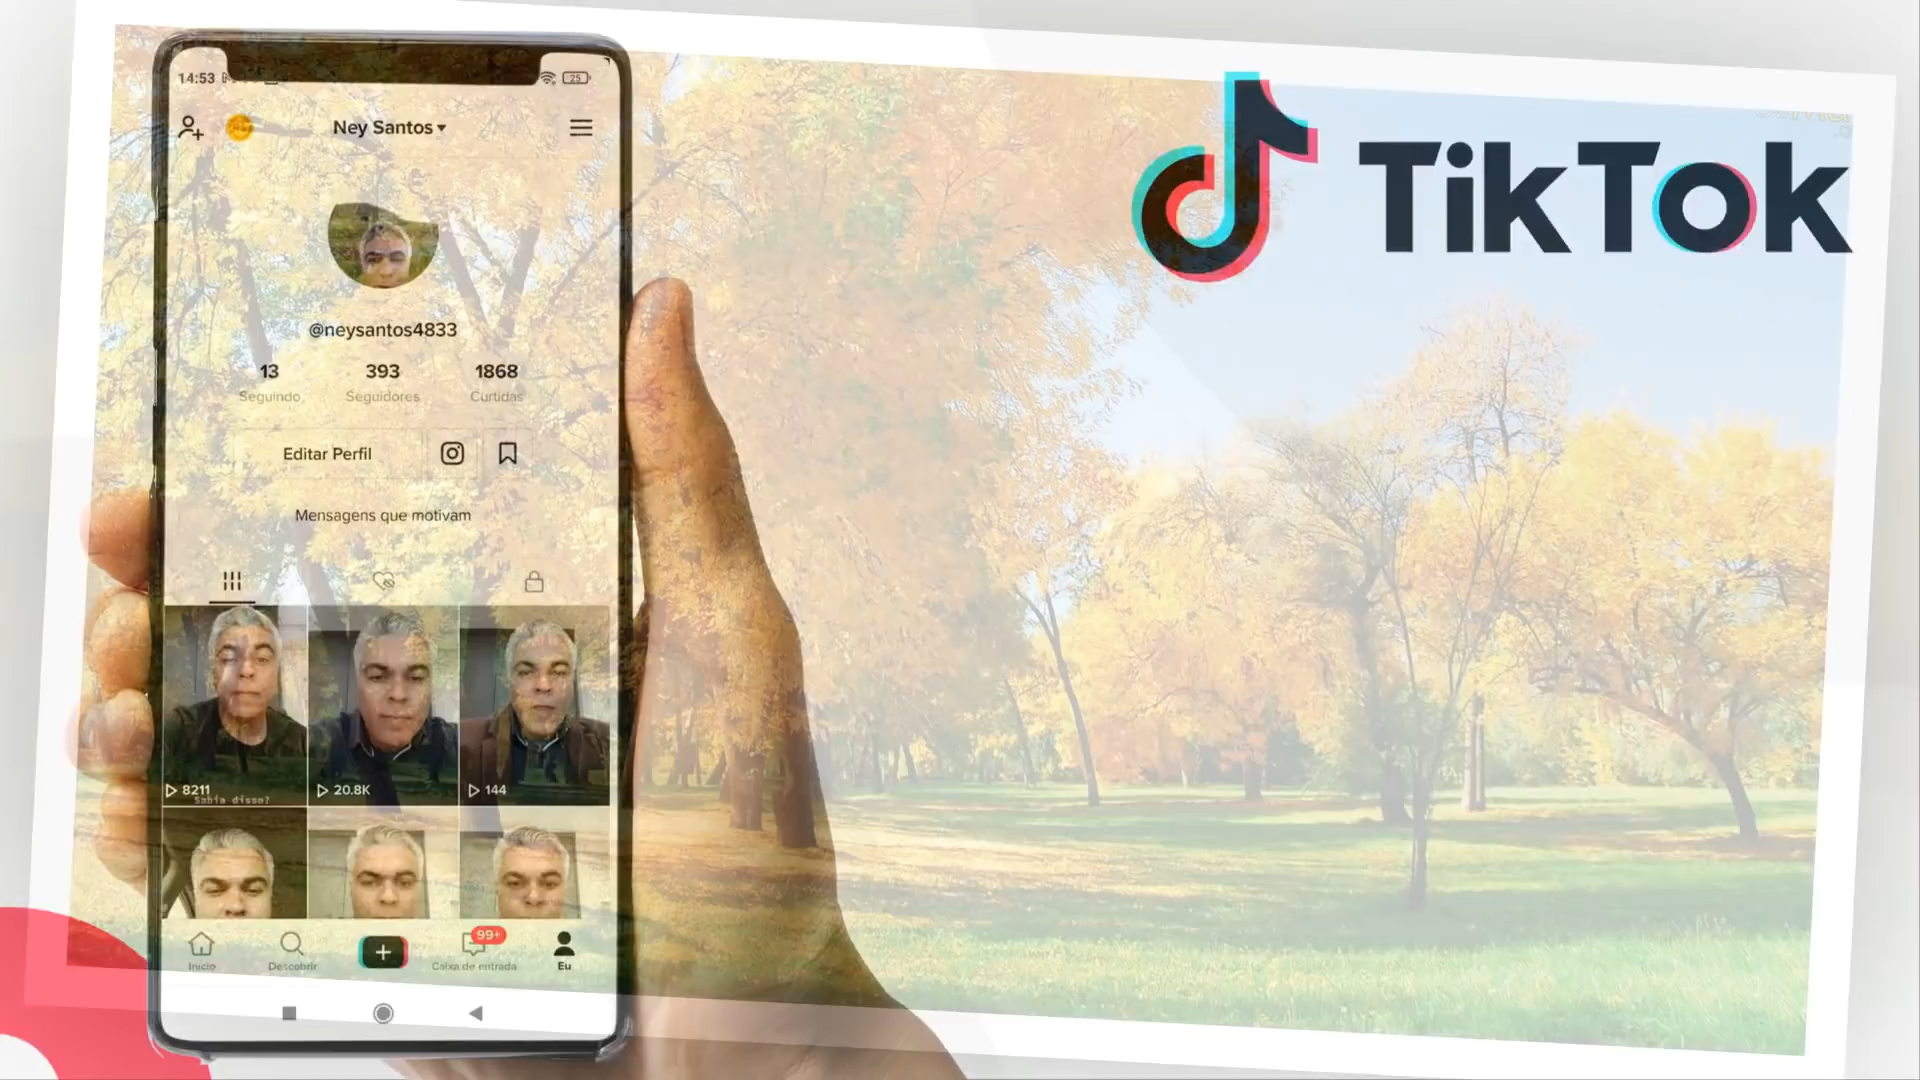 14:53
25
Ney Santos
@neysantos4833
13 393 1868
Seguindo Seguidores Curtidas
Editar Perfil
Mensagens que motivam
8211 20.8K 144
Sabia disso?
99+
Início Descobrir Caixa de entrada Eu
TikTok